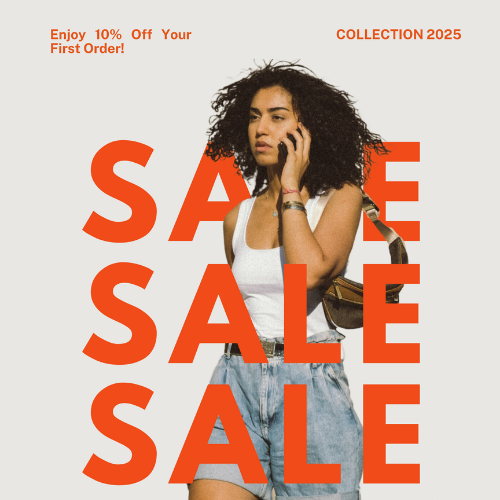 Enjoy 10% Off Your
First Order!
COLLECTION 2025
SALE
SALE
SALE